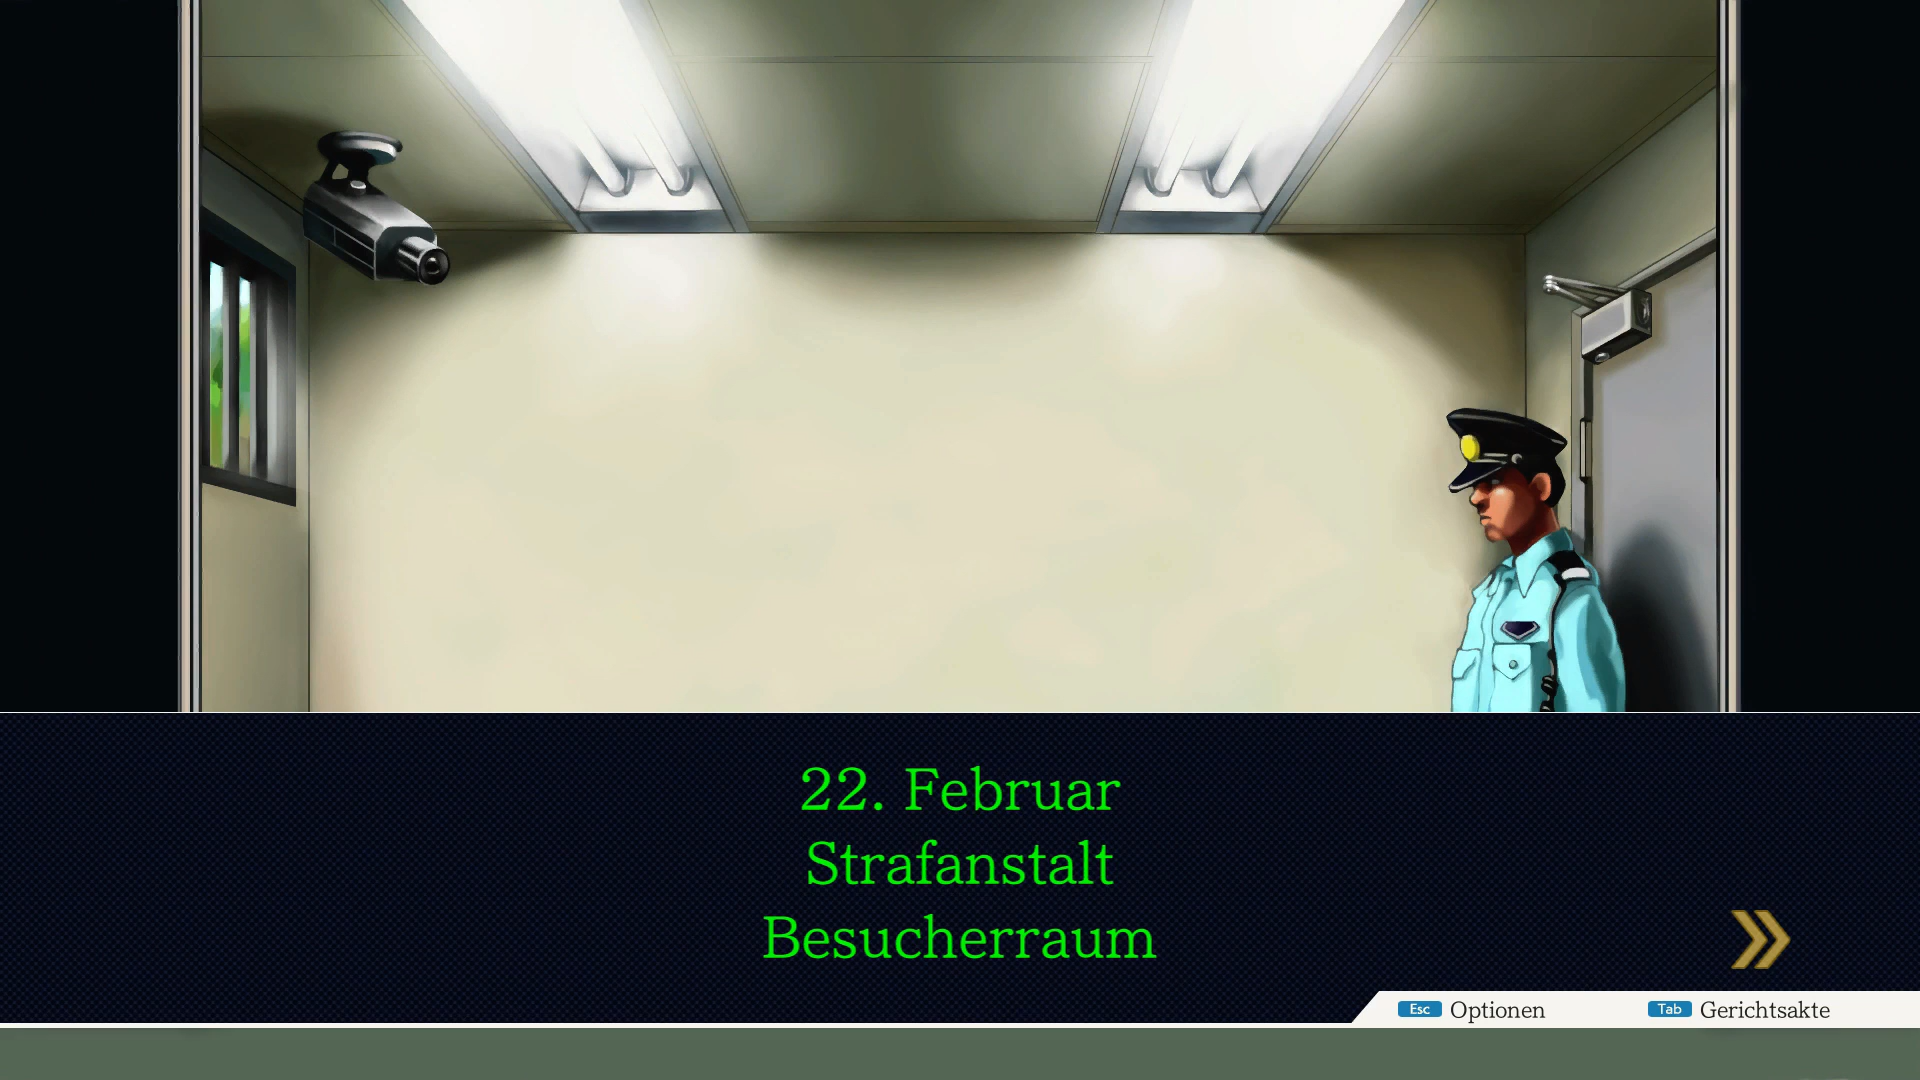 22. Februar
Strafanstalt
Besucherraum
Esc Optionen Tab Gerichtsakte